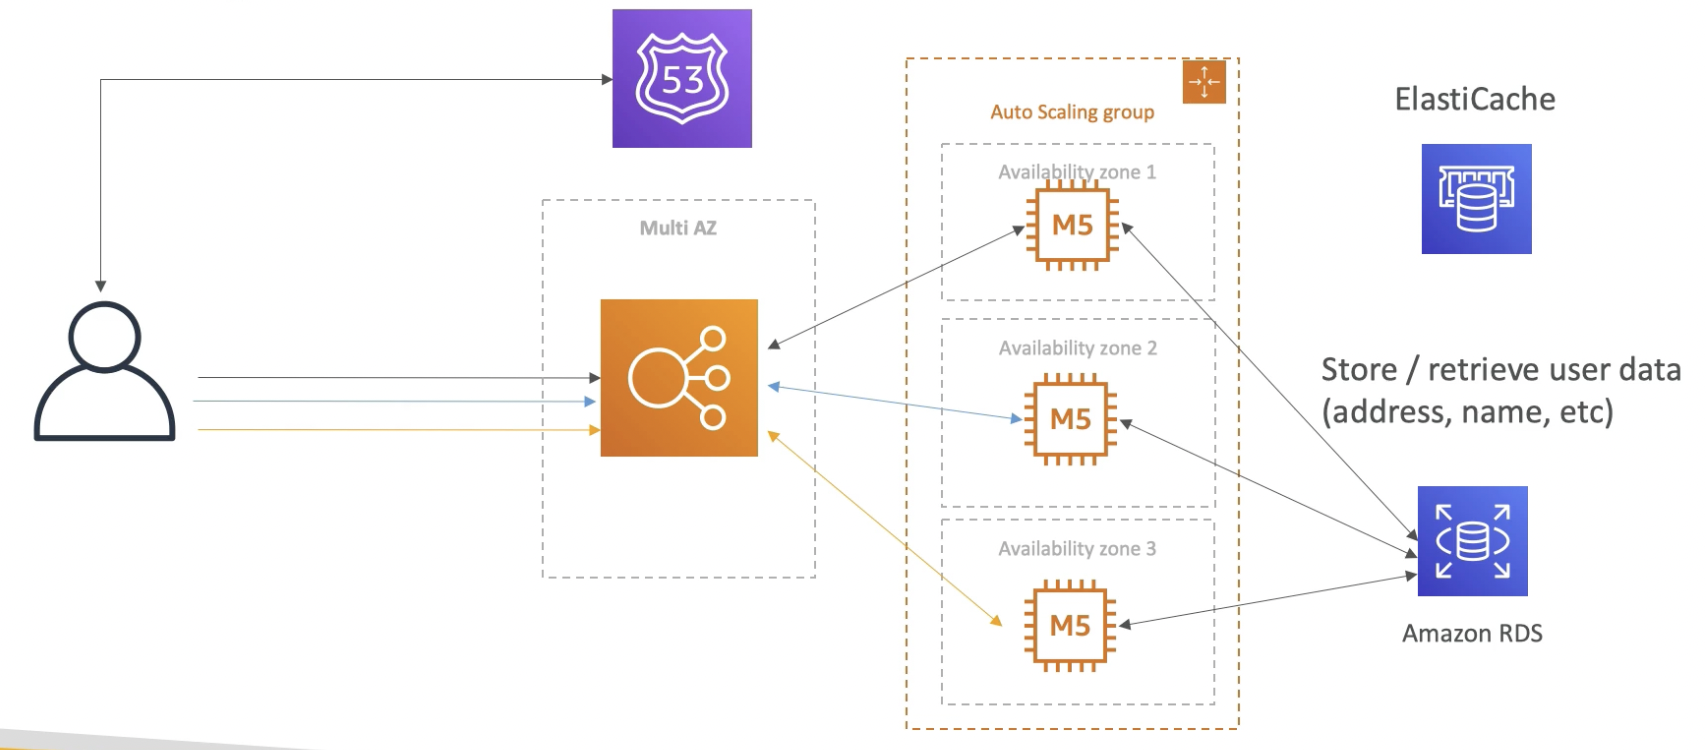 53
Auto Scaling group
ElastiCache
Availability zone 1
M5
Multi AZ
Availability zone 2
M5
Store / retrieve user data
(address, name, etc)
Availability zone 3
M5
Amazon RDS